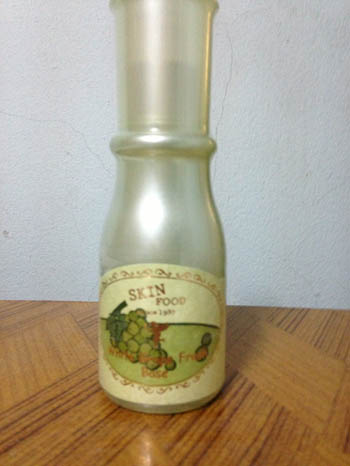 SKIN
FOOD
since 1957
White Grape Fresh
Base